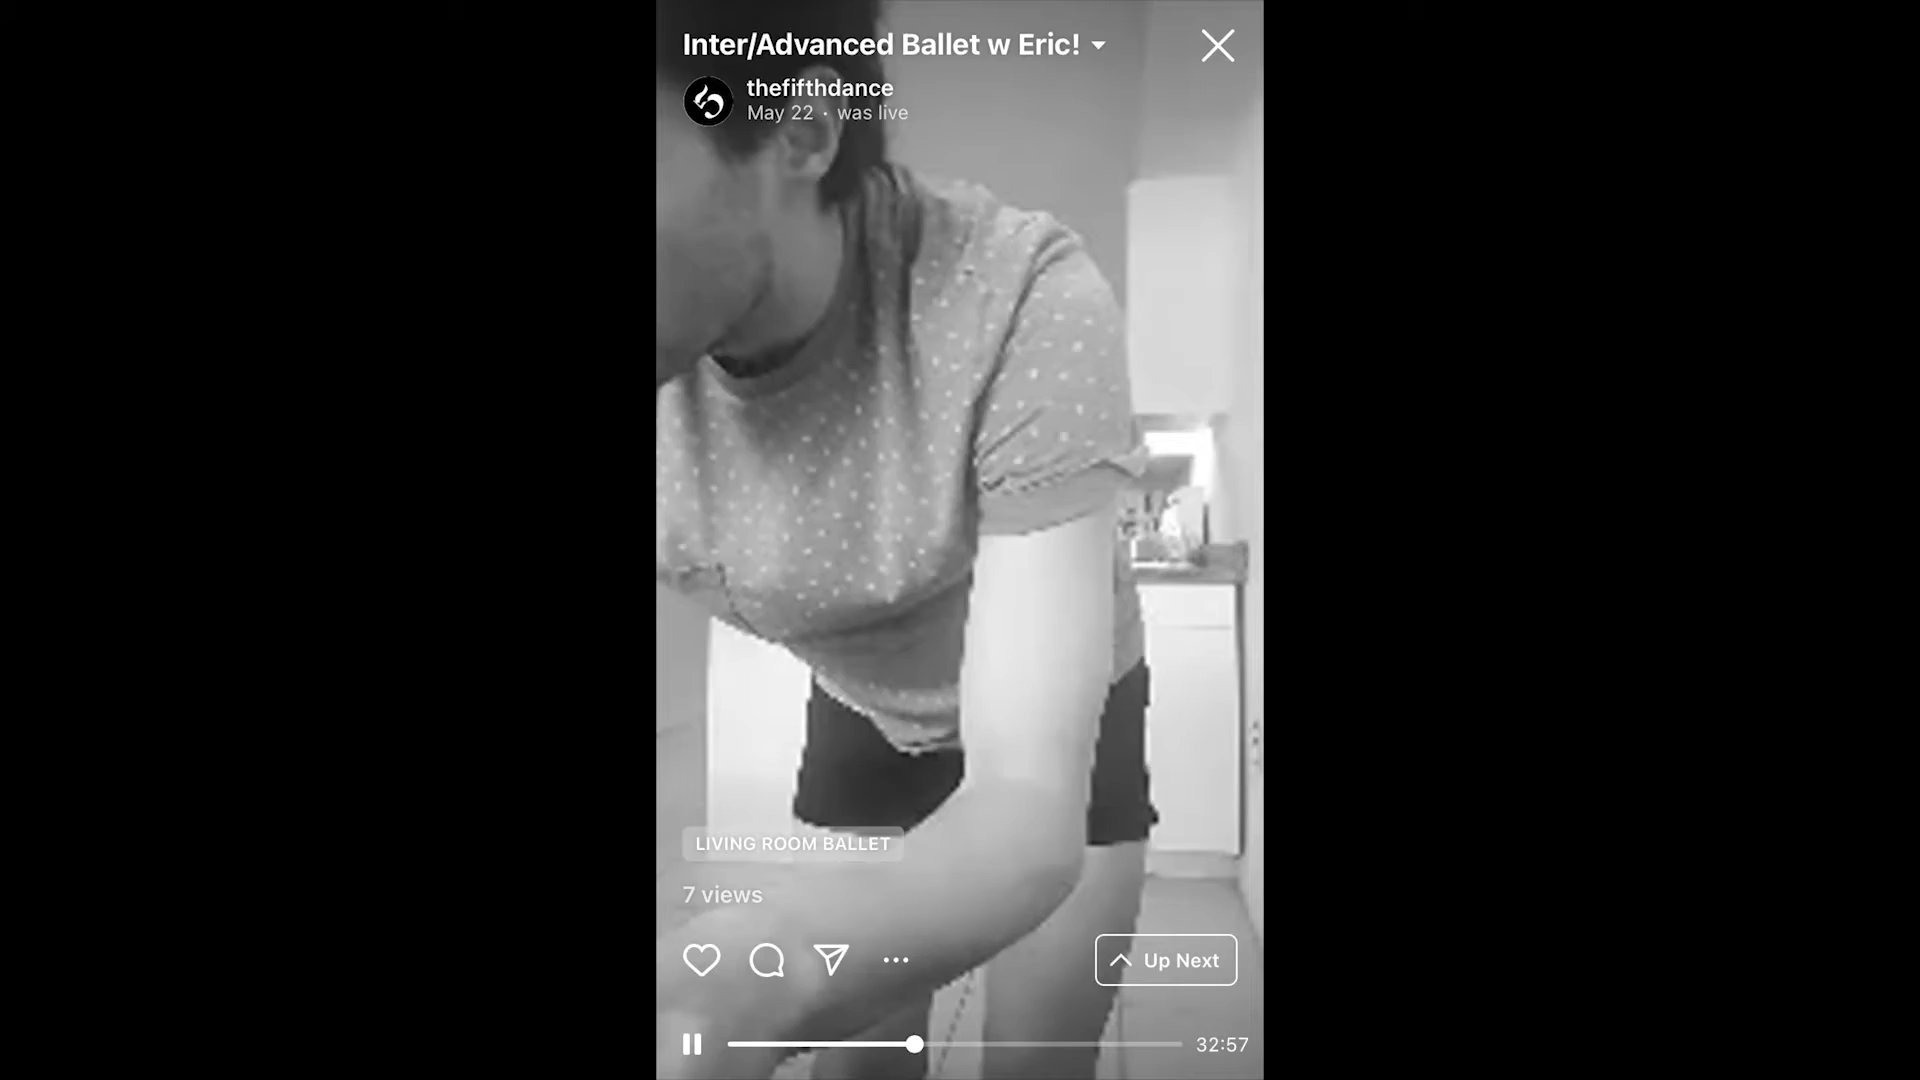 Inter/Advanced Ballet w Eric!
thefifthdance
May 22 · was live
LIVING ROOM BALLET
7 views
Up Next
32:57